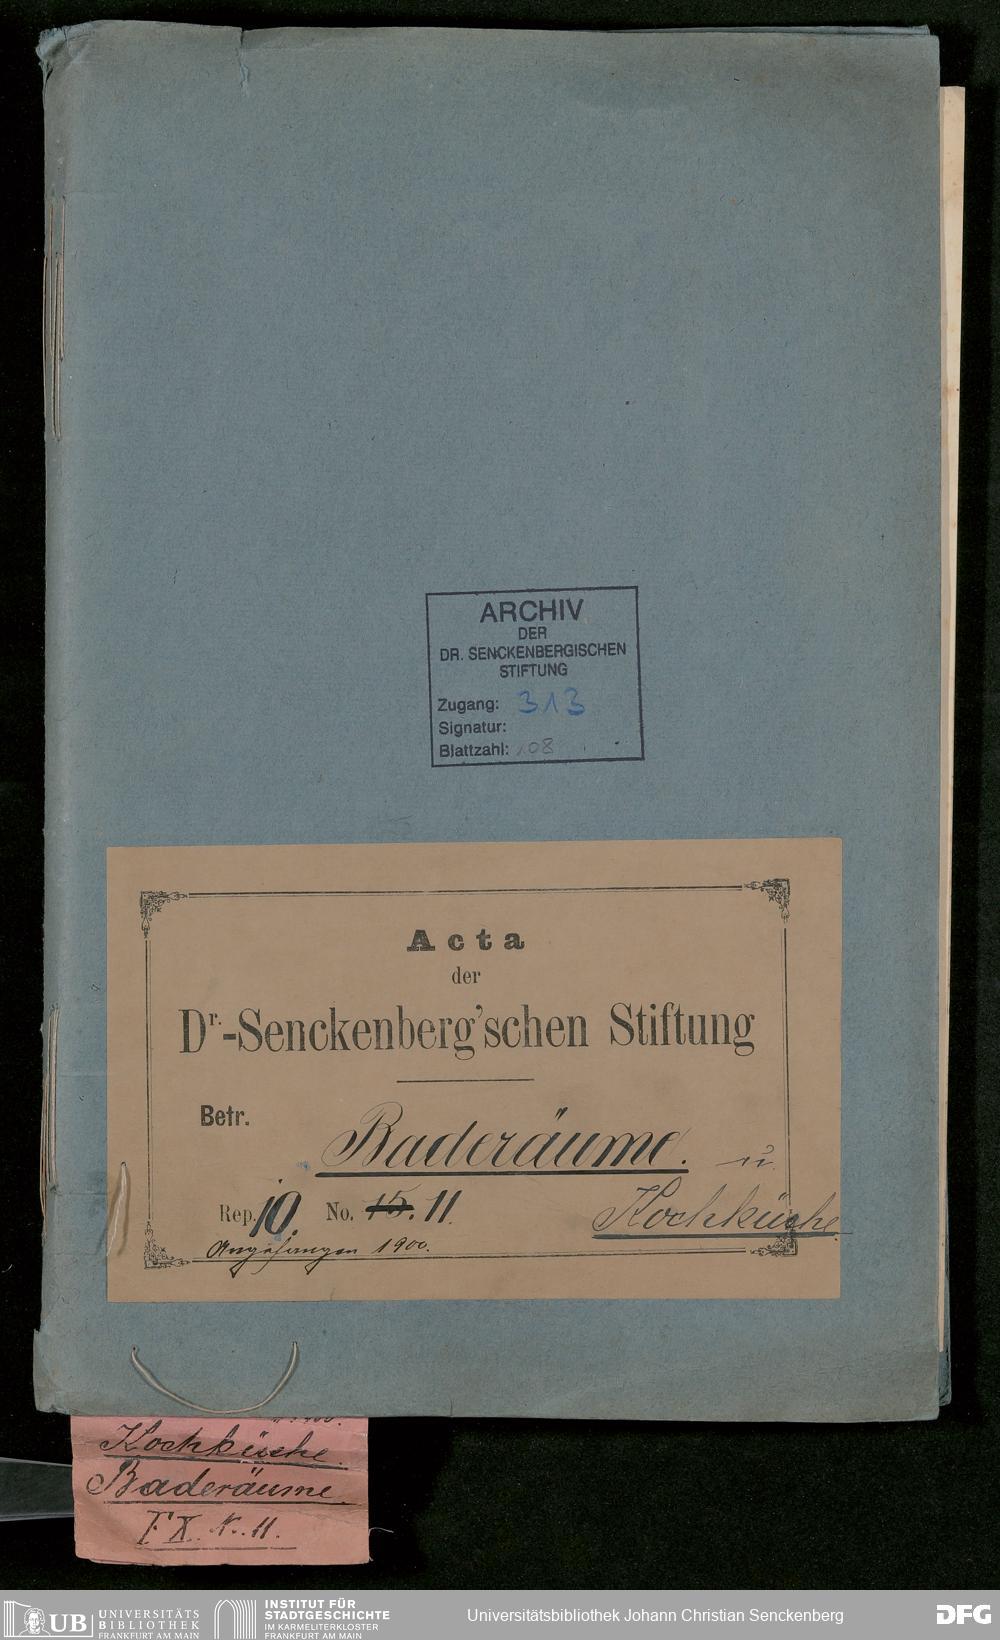 ARCHIV
DER
DR. SENCKENBERGISCHEN
STIFTUNG
Zugang: 313
Signatur:
Blattzahl: 108
Acta
der
Dr.-Senckenberg'schen Stiftung
Betr.
Baderäume. u.
Kochküche.
Rep. 10. No. 15. 11.
Angefangen 1900.
Kochküche.
Baderäume.
X. N. 11.
UB UNIVERSITÄTS
BIBLIOTHEK
FRANKFURT AM MAIN
INSTITUT FÜR
STADTGESCHICHTE
IM KARMELITERKLOSTER
FRANKFURT AM MAIN
Universitätsbibliothek Johann Christian Senckenberg
DFG